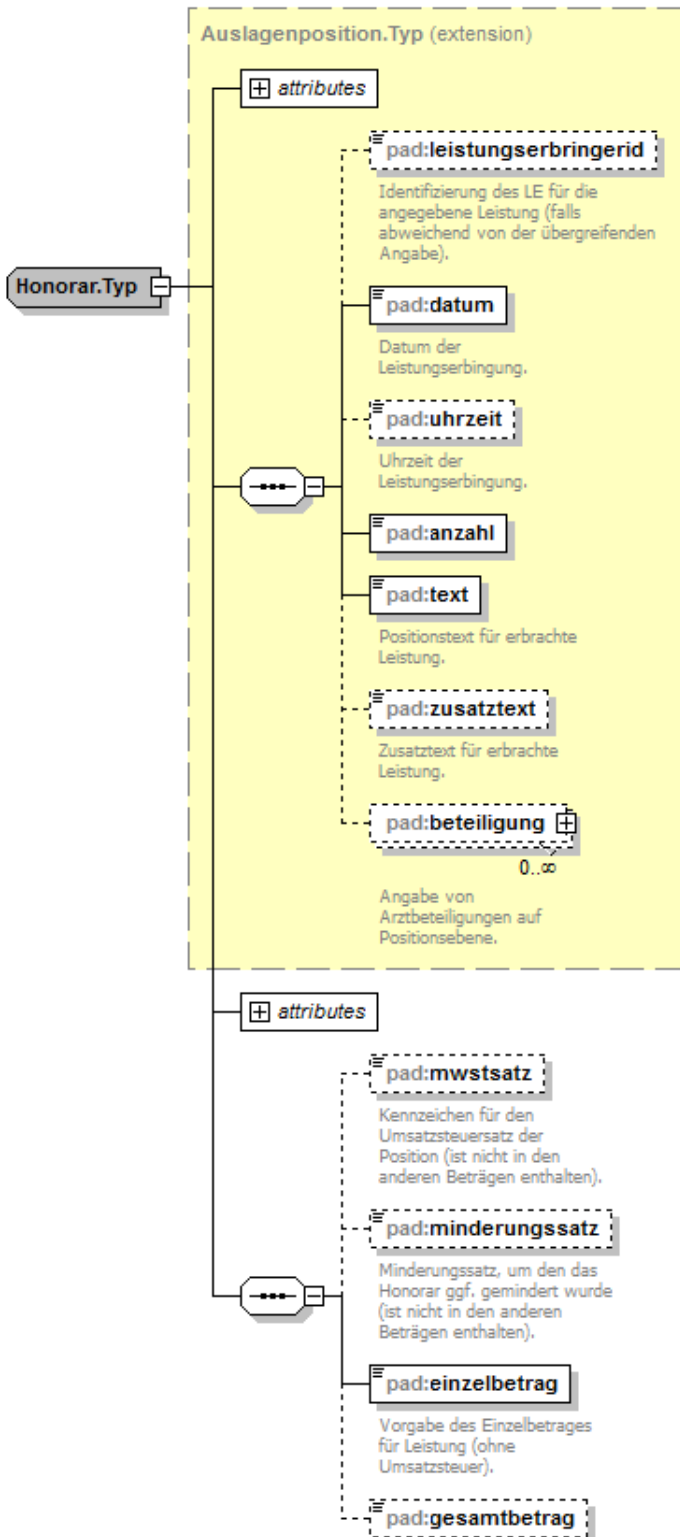 Auslagenposition.Typ (extension)
attributes
pad:leistungserbringerid
Identifizierung des LE für die
angegebene Leistung (falls
abweichend von der übergreifenden
Angabe).
Honorar.Typ
pad:datum
Datum der
Leistungserbingung.
pad:uhrzeit
Uhrzeit der
Leistungserbingung.
pad:anzahl
pad:text
Positionstext für erbrachte
Leistung.
pad:zusatztext
Zusatztext für erbrachte
Leistung.
pad:beteiligung
0..∞
Angabe von
Arztbeteiligungen auf
Positionsebene.
attributes
pad:mwstsatz
Kennzeichen für den
Umsatzsteuersatz der
Position (ist nicht in den
anderen Beträgen enthalten).
pad:minderungssatz
Minderungssatz, um den das
Honorar ggf. gemindert wurde
(ist nicht in den anderen
Beträgen enthalten).
pad:einzelbetrag
Vorgabe des Einzelbetrages
für Leistung (ohne
Umsatzsteuer).
pad:gesamtbetrag